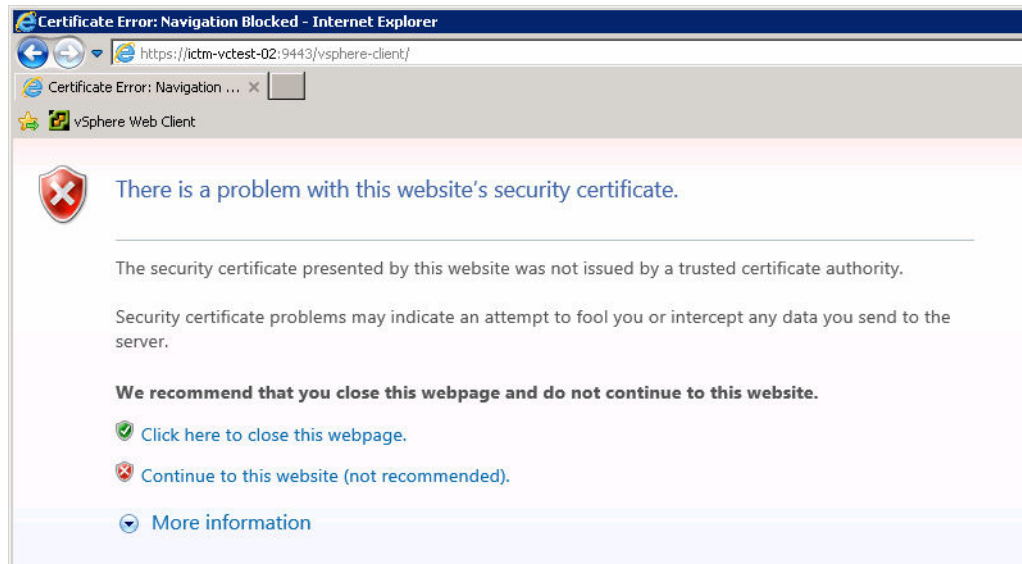 Certificate Error: Navigation Blocked - Internet Explorer
https://ictm-vctest-02:9443/vsphere-client/
Certificate Error: Navigation ...
vSphere Web Client
There is a problem with this website's security certificate.
The security certificate presented by this website was not issued by a trusted certificate authority.
Security certificate problems may indicate an attempt to fool you or intercept any data you send to the
server.
We recommend that you close this webpage and do not continue to this website.
Click here to close this webpage.
Continue to this website (not recommended).
More information